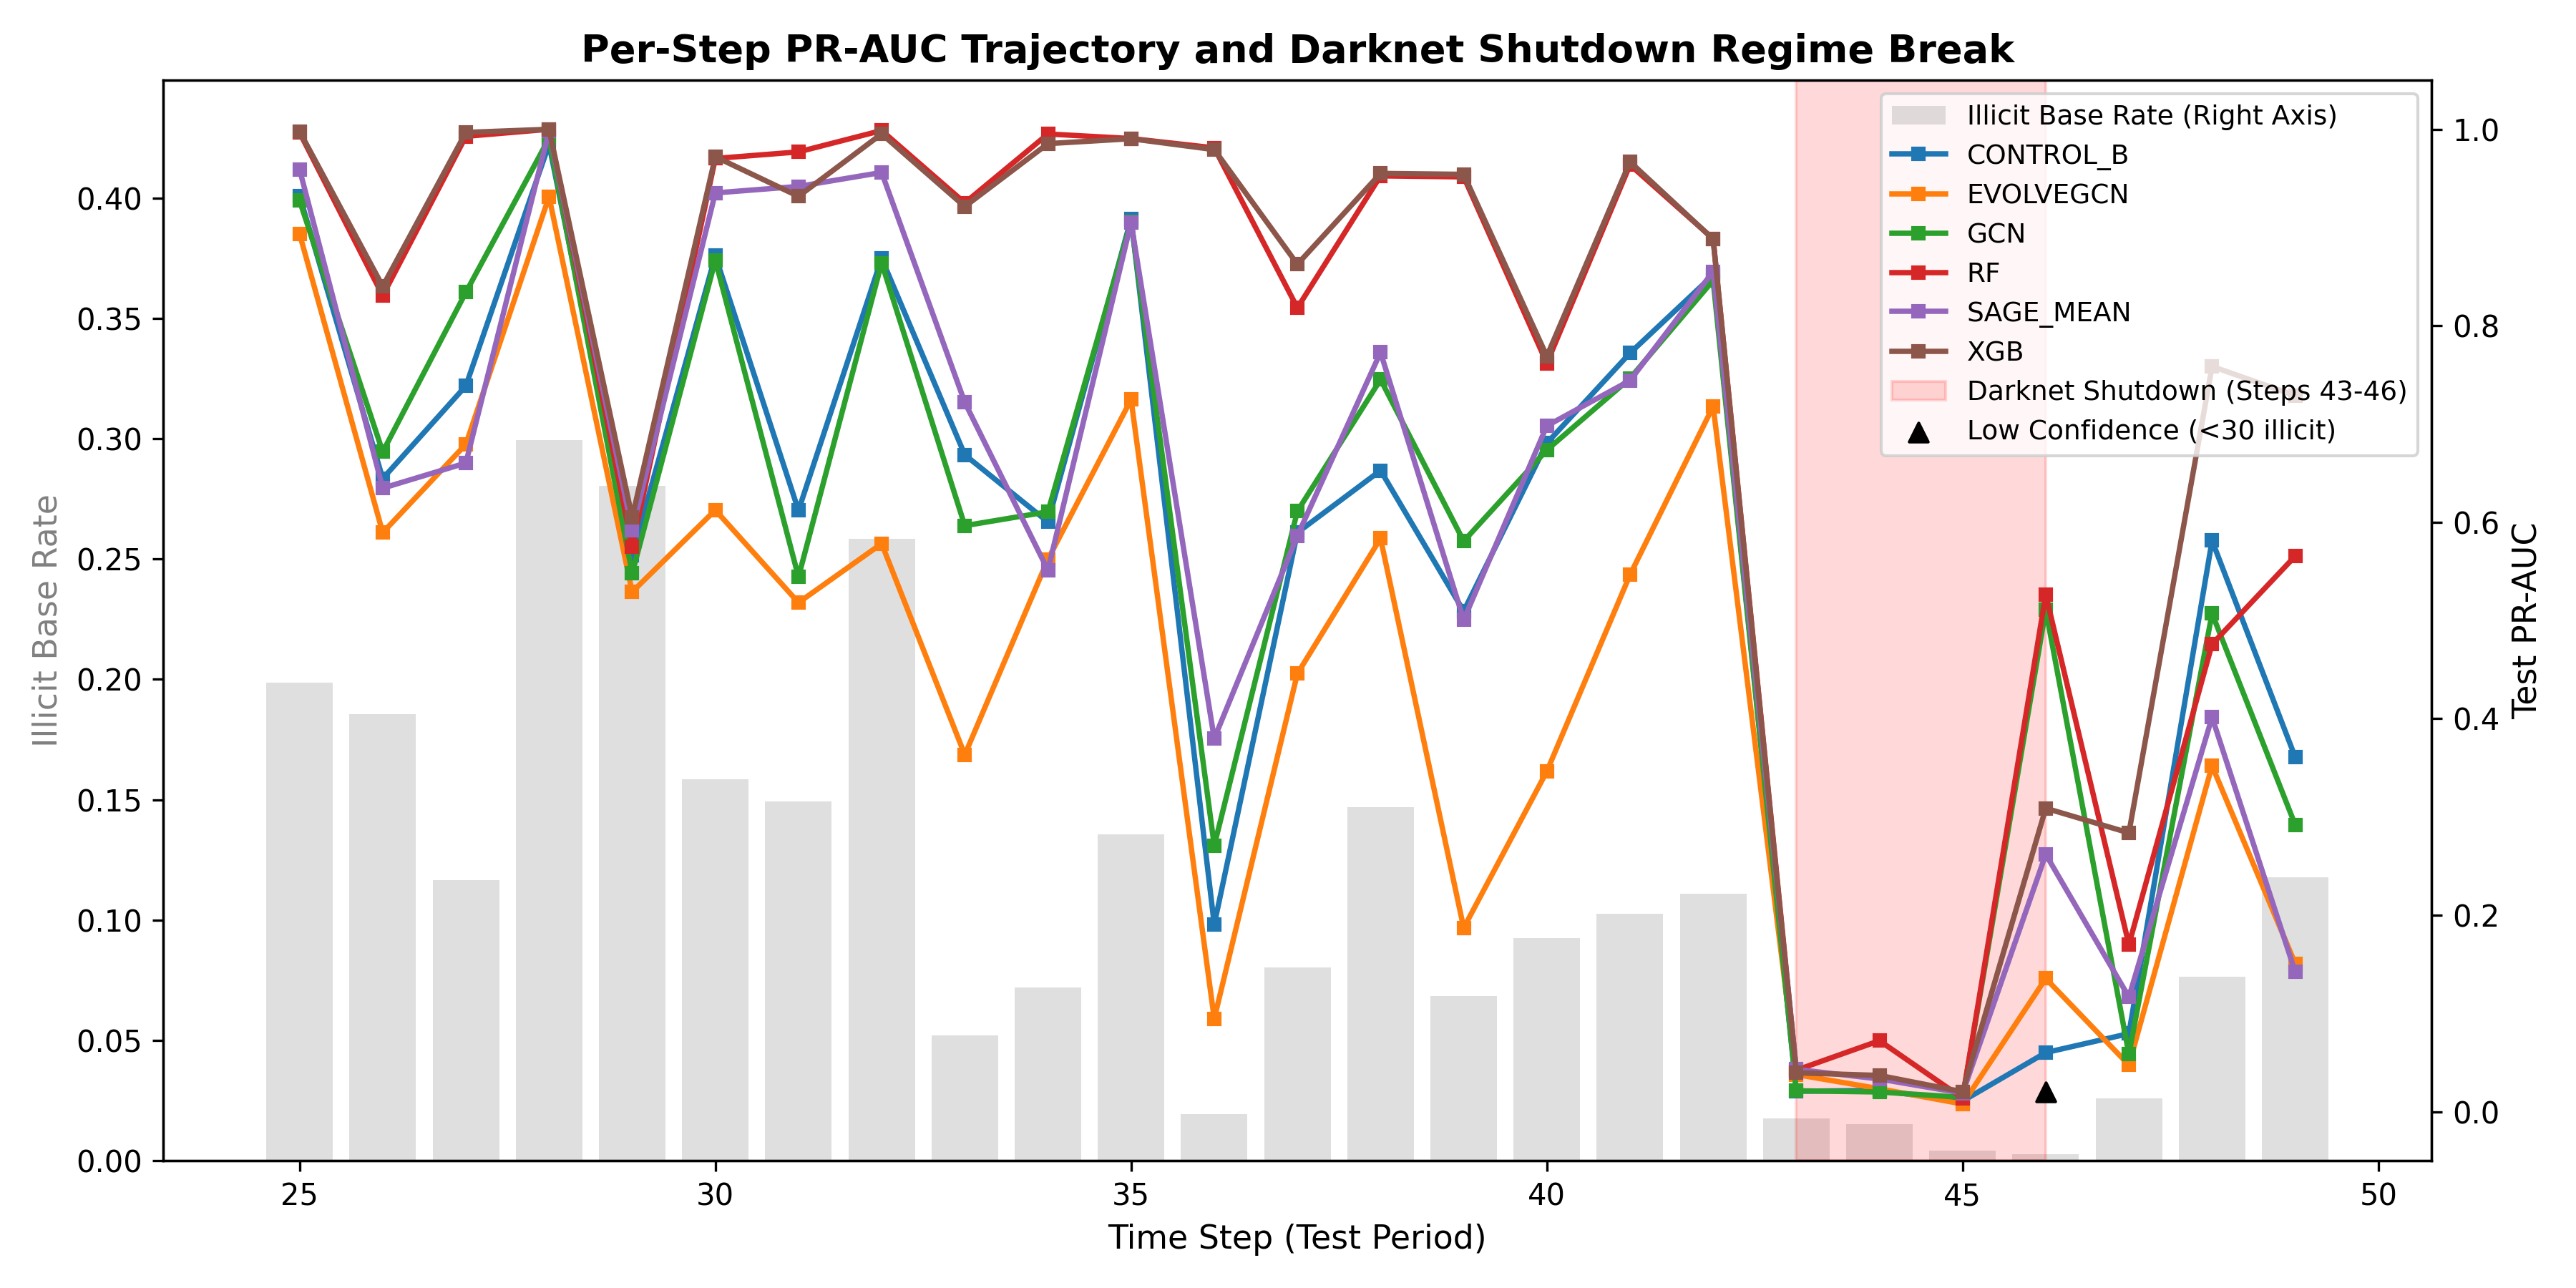 Per-Step PR-AUC Trajectory and Darknet Shutdown Regime Break
Illicit Base Rate (Right Axis)
CONTROL_B
EVOLVEGCN
GCN
RF
SAGE_MEAN
XGB
Darknet Shutdown (Steps 43-46)
Low Confidence (<30 illicit)
Illicit Base Rate
0.40
0.35
0.30
0.25
0.20
0.15
0.10
0.05
0.00
1.0
0.8
0.6
0.4
0.2
0.0
Test PR-AUC
25 30 35 40 45 50
Time Step (Test Period)